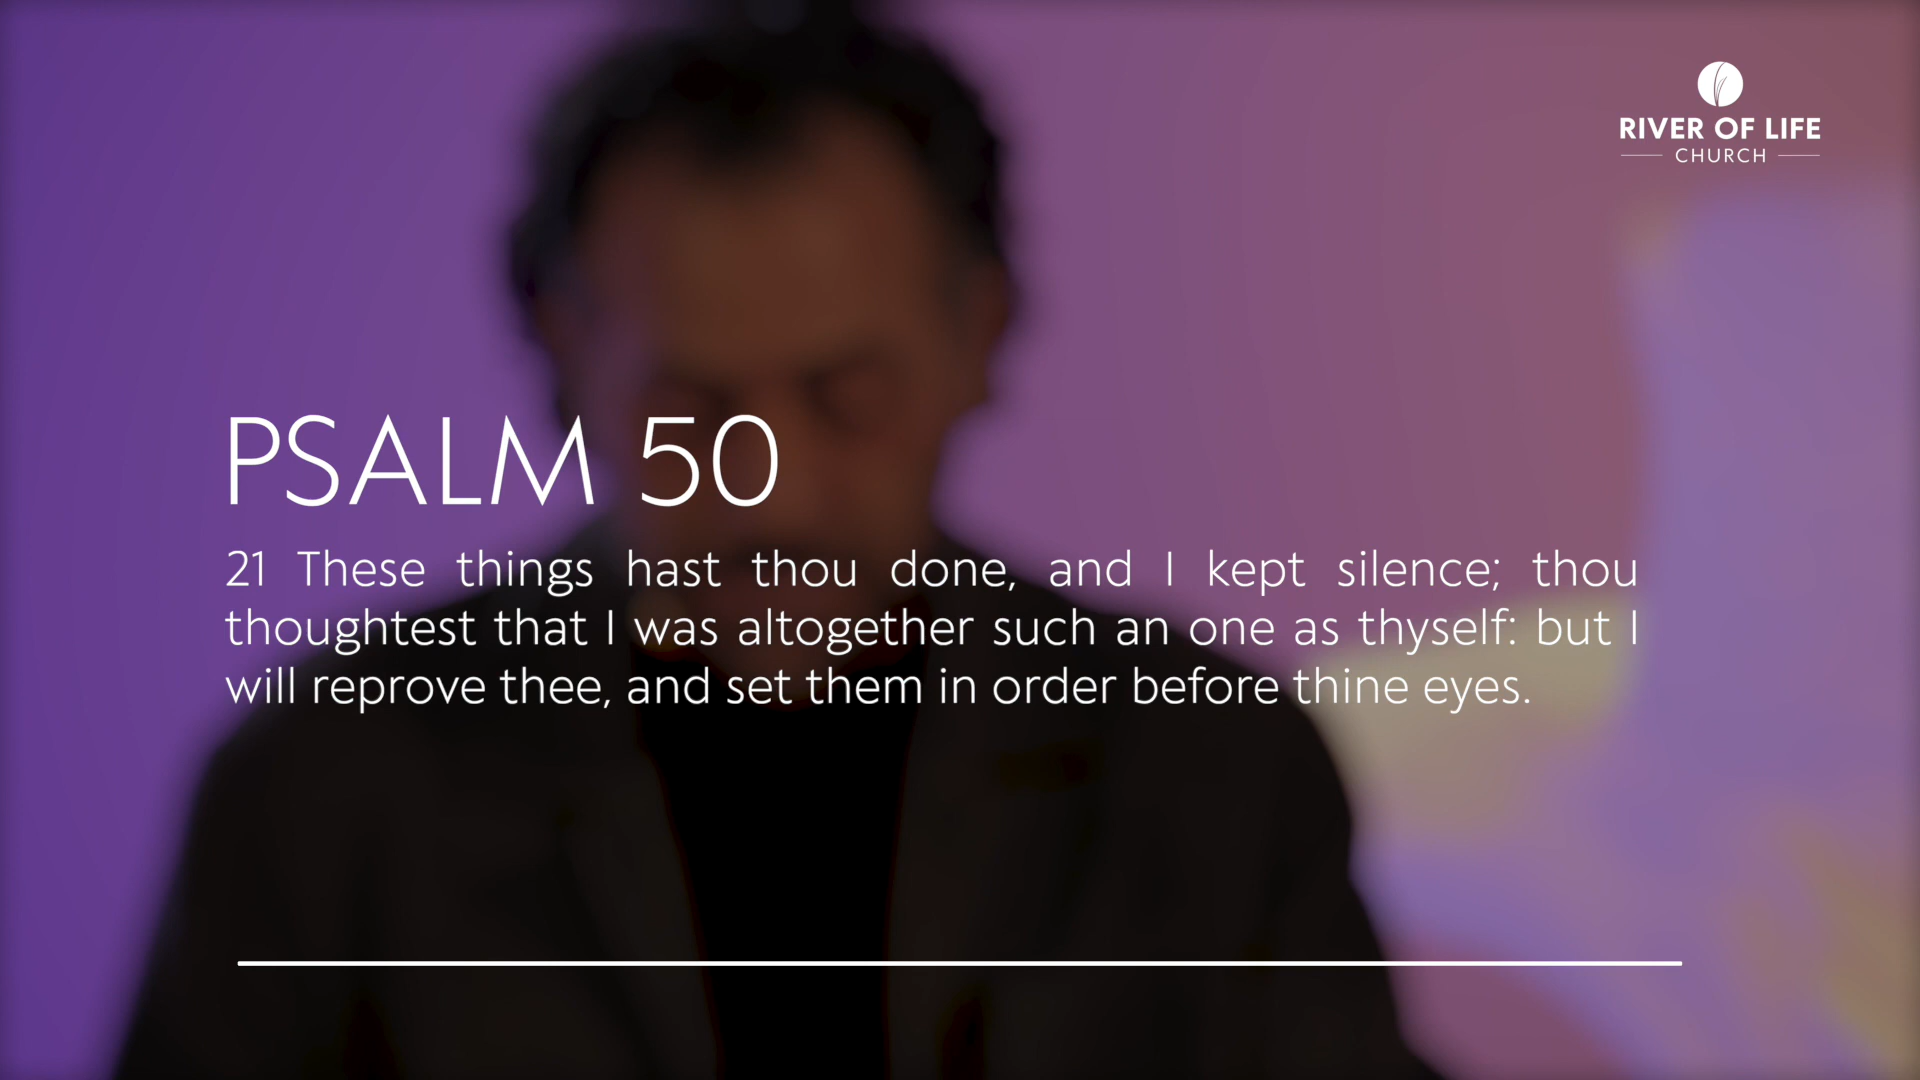 RIVER OF LIFE
CHURCH
PSALM 50
21 These things hast thou done, and I kept silence; thou
thoughtest that I was altogether such an one as thyself: but I
will reprove thee, and set them in order before thine eyes.